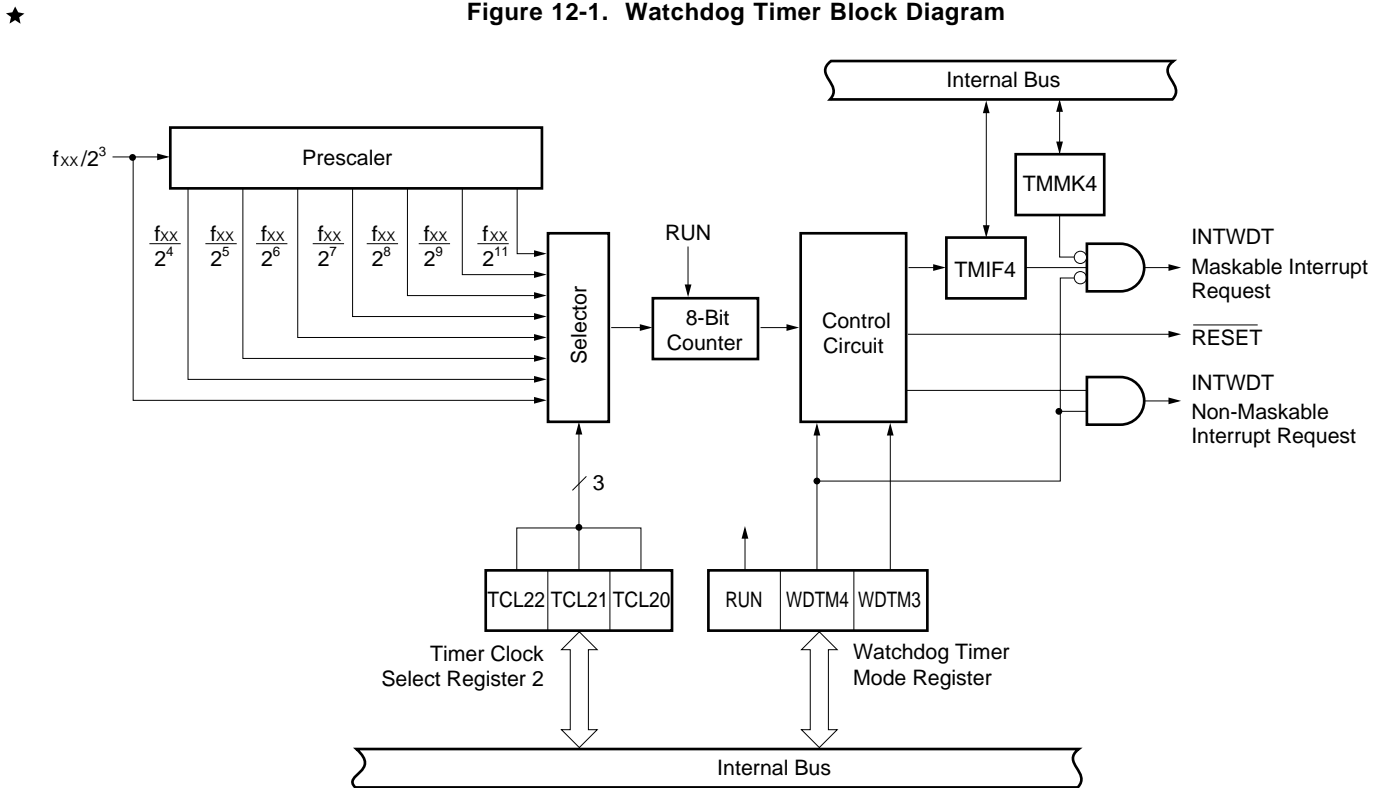 ★
Figure 12-1. Watchdog Timer Block Diagram
Internal Bus
fxx/2³
Prescaler
TMMK4
fxx/2⁴
fxx/2⁵
fxx/2⁶
fxx/2⁷
fxx/2⁸
fxx/2⁹
fxx/2¹¹
Selector
RUN
8-Bit
Counter
Control
Circuit
TMIF4
INTWDT
Maskable Interrupt
Request
RESET
INTWDT
Non-Maskable
Interrupt Request
3
TCL22 TCL21 TCL20
RUN WDTM4 WDTM3
Timer Clock
Select Register 2
Watchdog Timer
Mode Register
Internal Bus